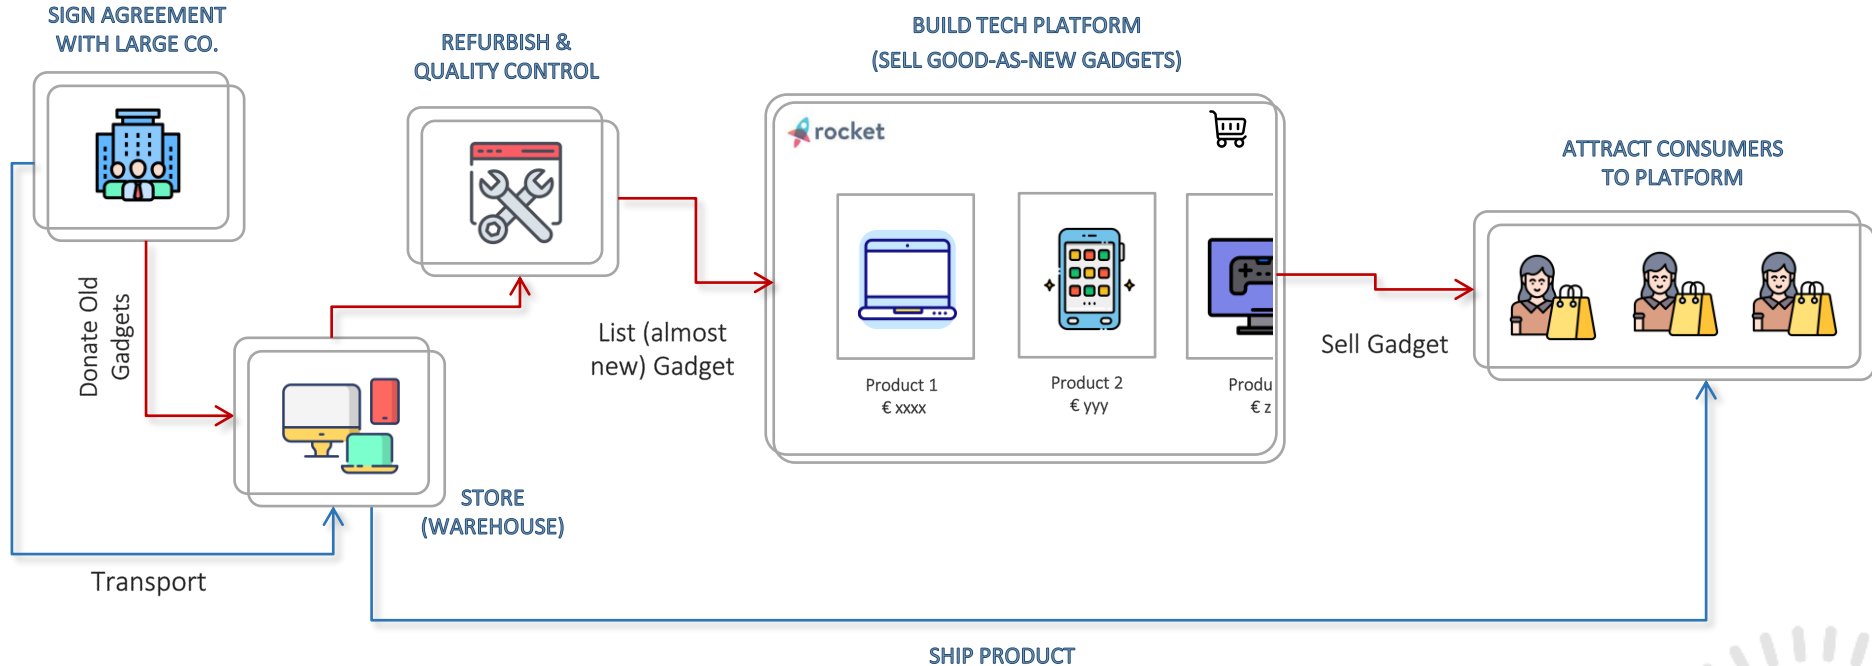 SIGN AGREEMENT
WITH LARGE CO.
REFURBISH &
QUALITY CONTROL
BUILD TECH PLATFORM
(SELL GOOD-AS-NEW GADGETS)
rocket
ATTRACT CONSUMERS
TO PLATFORM
Donate Old
Gadgets
List (almost
new) Gadget
Sell Gadget
Product 1
€ xxxx
Product 2
€ yyy
Produ
€ z
STORE
(WAREHOUSE)
Transport
SHIP PRODUCT